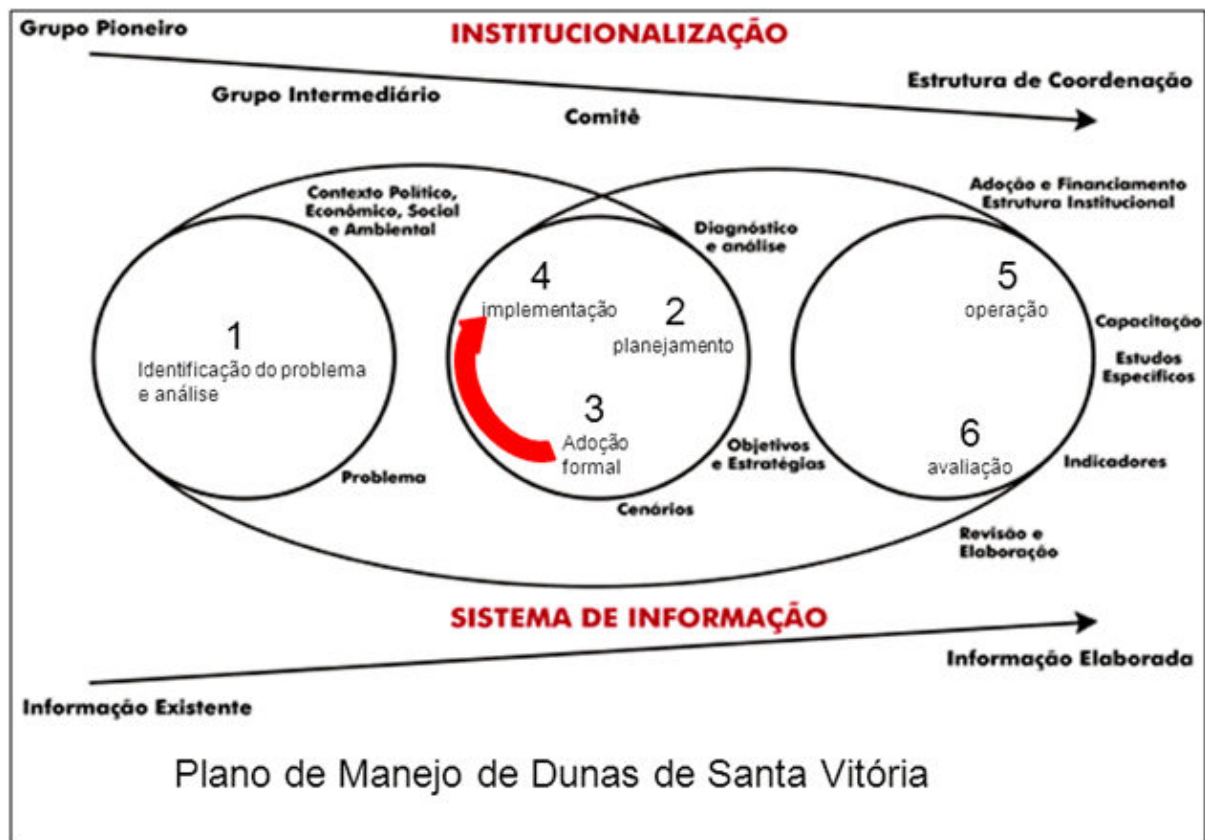 Grupo Pioneiro
INSTITUCIONALIZAÇÃO
Estrutura de Coordenação
Grupo Intermediário
Comitê
Contexto Político,
Econômico, Social
e Ambiental
Adoção e Financiamento
Estrutura Institucional
Diagnóstico
e análise
4
implementação
5
operação
2
planejamento
1
Identificação do problema
e análise
Capacitação
Estudos
Específicos
3
Adoção
formal
6
avaliação
Objetivos
e Estratégias
Indicadores
Problema
Cenários
Revisão e
Elaboração
SISTEMA DE INFORMAÇÃO
Informação Elaborada
Informação Existente
Plano de Manejo de Dunas de Santa Vitória